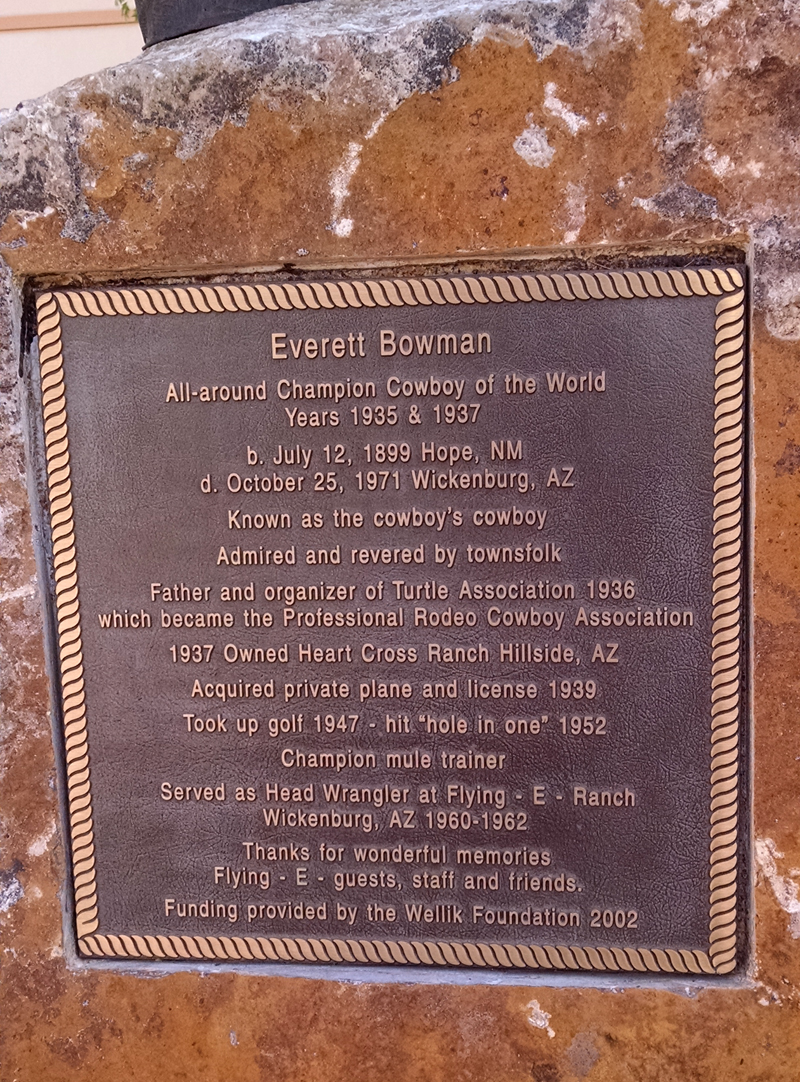 Everett Bowman
All-around Champion Cowboy of the World
Years 1935 & 1937
b. July 12, 1899 Hope, NM
d. October 25, 1971 Wickenburg, AZ
Known as the cowboy's cowboy
Admired and revered by townsfolk
Father and organizer of Turtle Association 1936
which became the Professional Rodeo Cowboy Association
1937 Owned Heart Cross Ranch Hillside, AZ
Acquired private plane and license 1939
Took up golf 1947 - hit "hole in one" 1952
Champion mule trainer
Served as Head Wrangler at Flying - E - Ranch
Wickenburg, AZ 1960-1962
Thanks for wonderful memories
Flying - E - guests, staff and friends.
Funding provided by the Wellik Foundation 2002